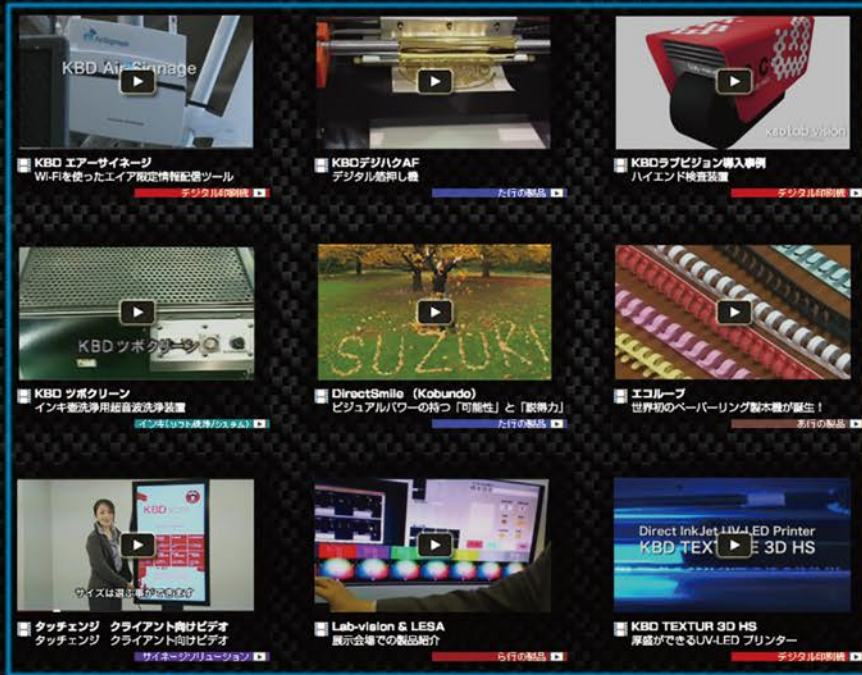 KBD Air Signage
KBD エアーサイネージ
Wi-Fiを使ったエイア限定情報配信ツール
デジタル印刷機
KBDデジハクAF
デジタル箔押し機
た行の製品
KBD Lab vision
KBDラブビジョン導入事例
ハイエンド検査装置
デジタル印刷機
KBD ツボクリーン
KBD ツボクリーン
インキ壺洗浄用超音波洗浄装置
SUZUKI
DirectSmile (Kobundo)
ビジュアルパワーの持つ「可能性」と「説得力」
た行の製品
エコループ
世界初のペーパーリング製本機が誕生!
あ行の製品
KBD
サイズは選ぶ事ができます
タッチェンジ クライアント向けビデオ
タッチェンジ クライアント向けビデオ
サイネージソリューション
Lab-vision & LESA
展示会場での製品紹介
ら行の製品
Direct InkJet UV-LED Printer
KBD TEXTURE 3D HS
KBD TEXTUR 3D HS
厚盛ができるUV-LED プリンター
デジタル印刷機